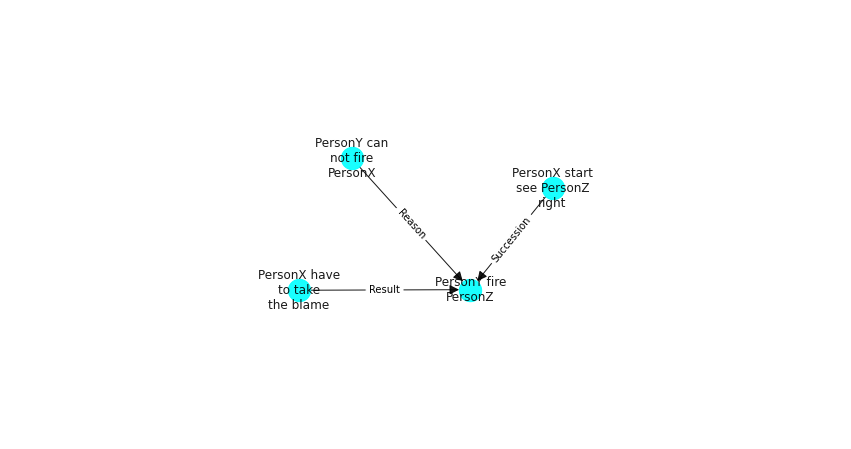 PersonY can
not fire
PersonX
PersonX start
see PersonZ
right
Reason
Succession
PersonX have
to take
the blame
Result
PersonY fire
PersonZ